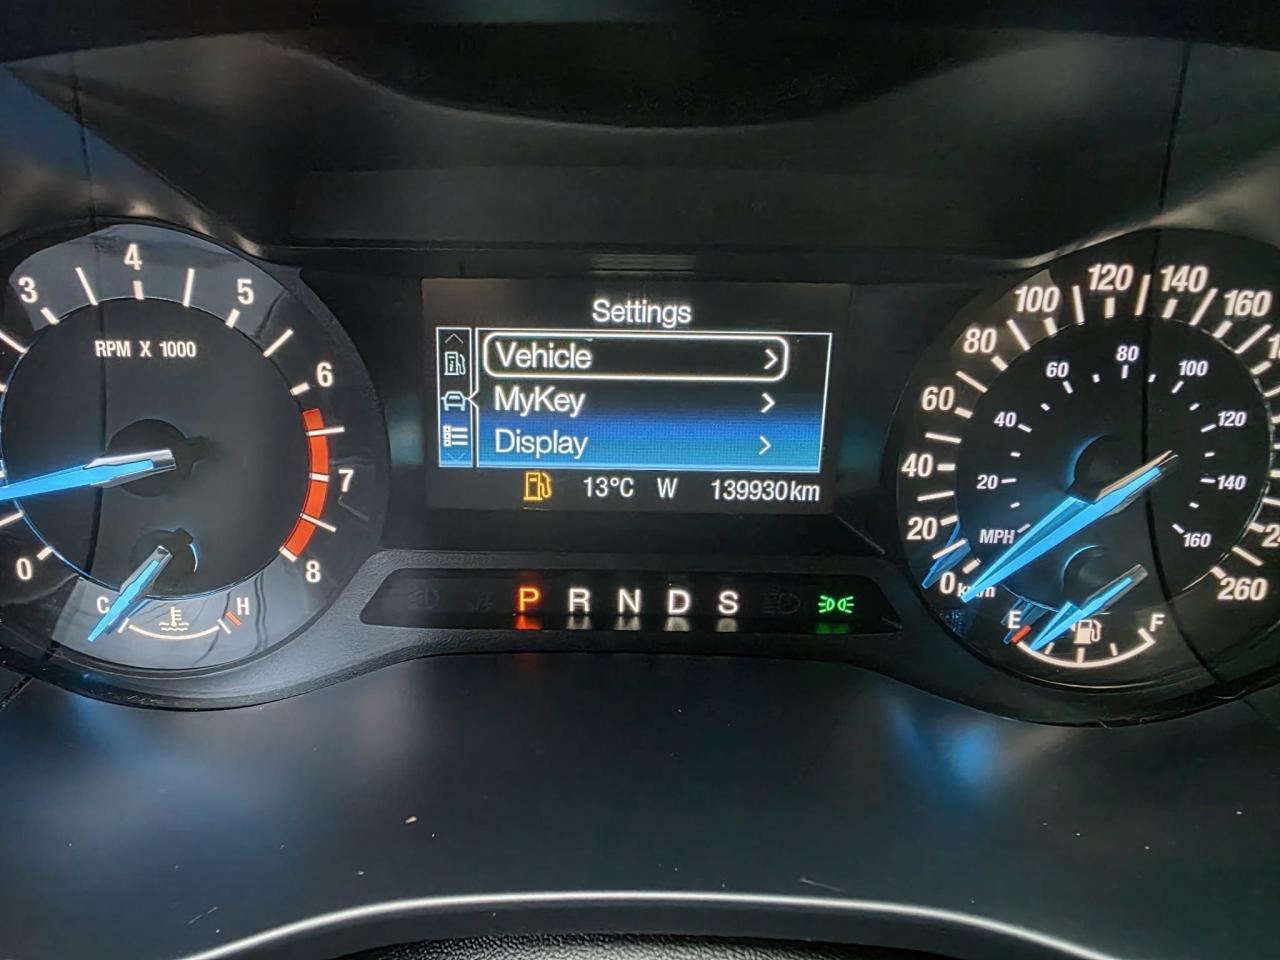 Settings
Vehicle
MyKey
Display
13°C W 139930km
P R N D S
3 4 5 6 7 8 0
RPM X 1000
C H
0 20 40 60 80 100 120 140 160 260
km/h
20 40 60 80 100 120 140 160
MPH
E F